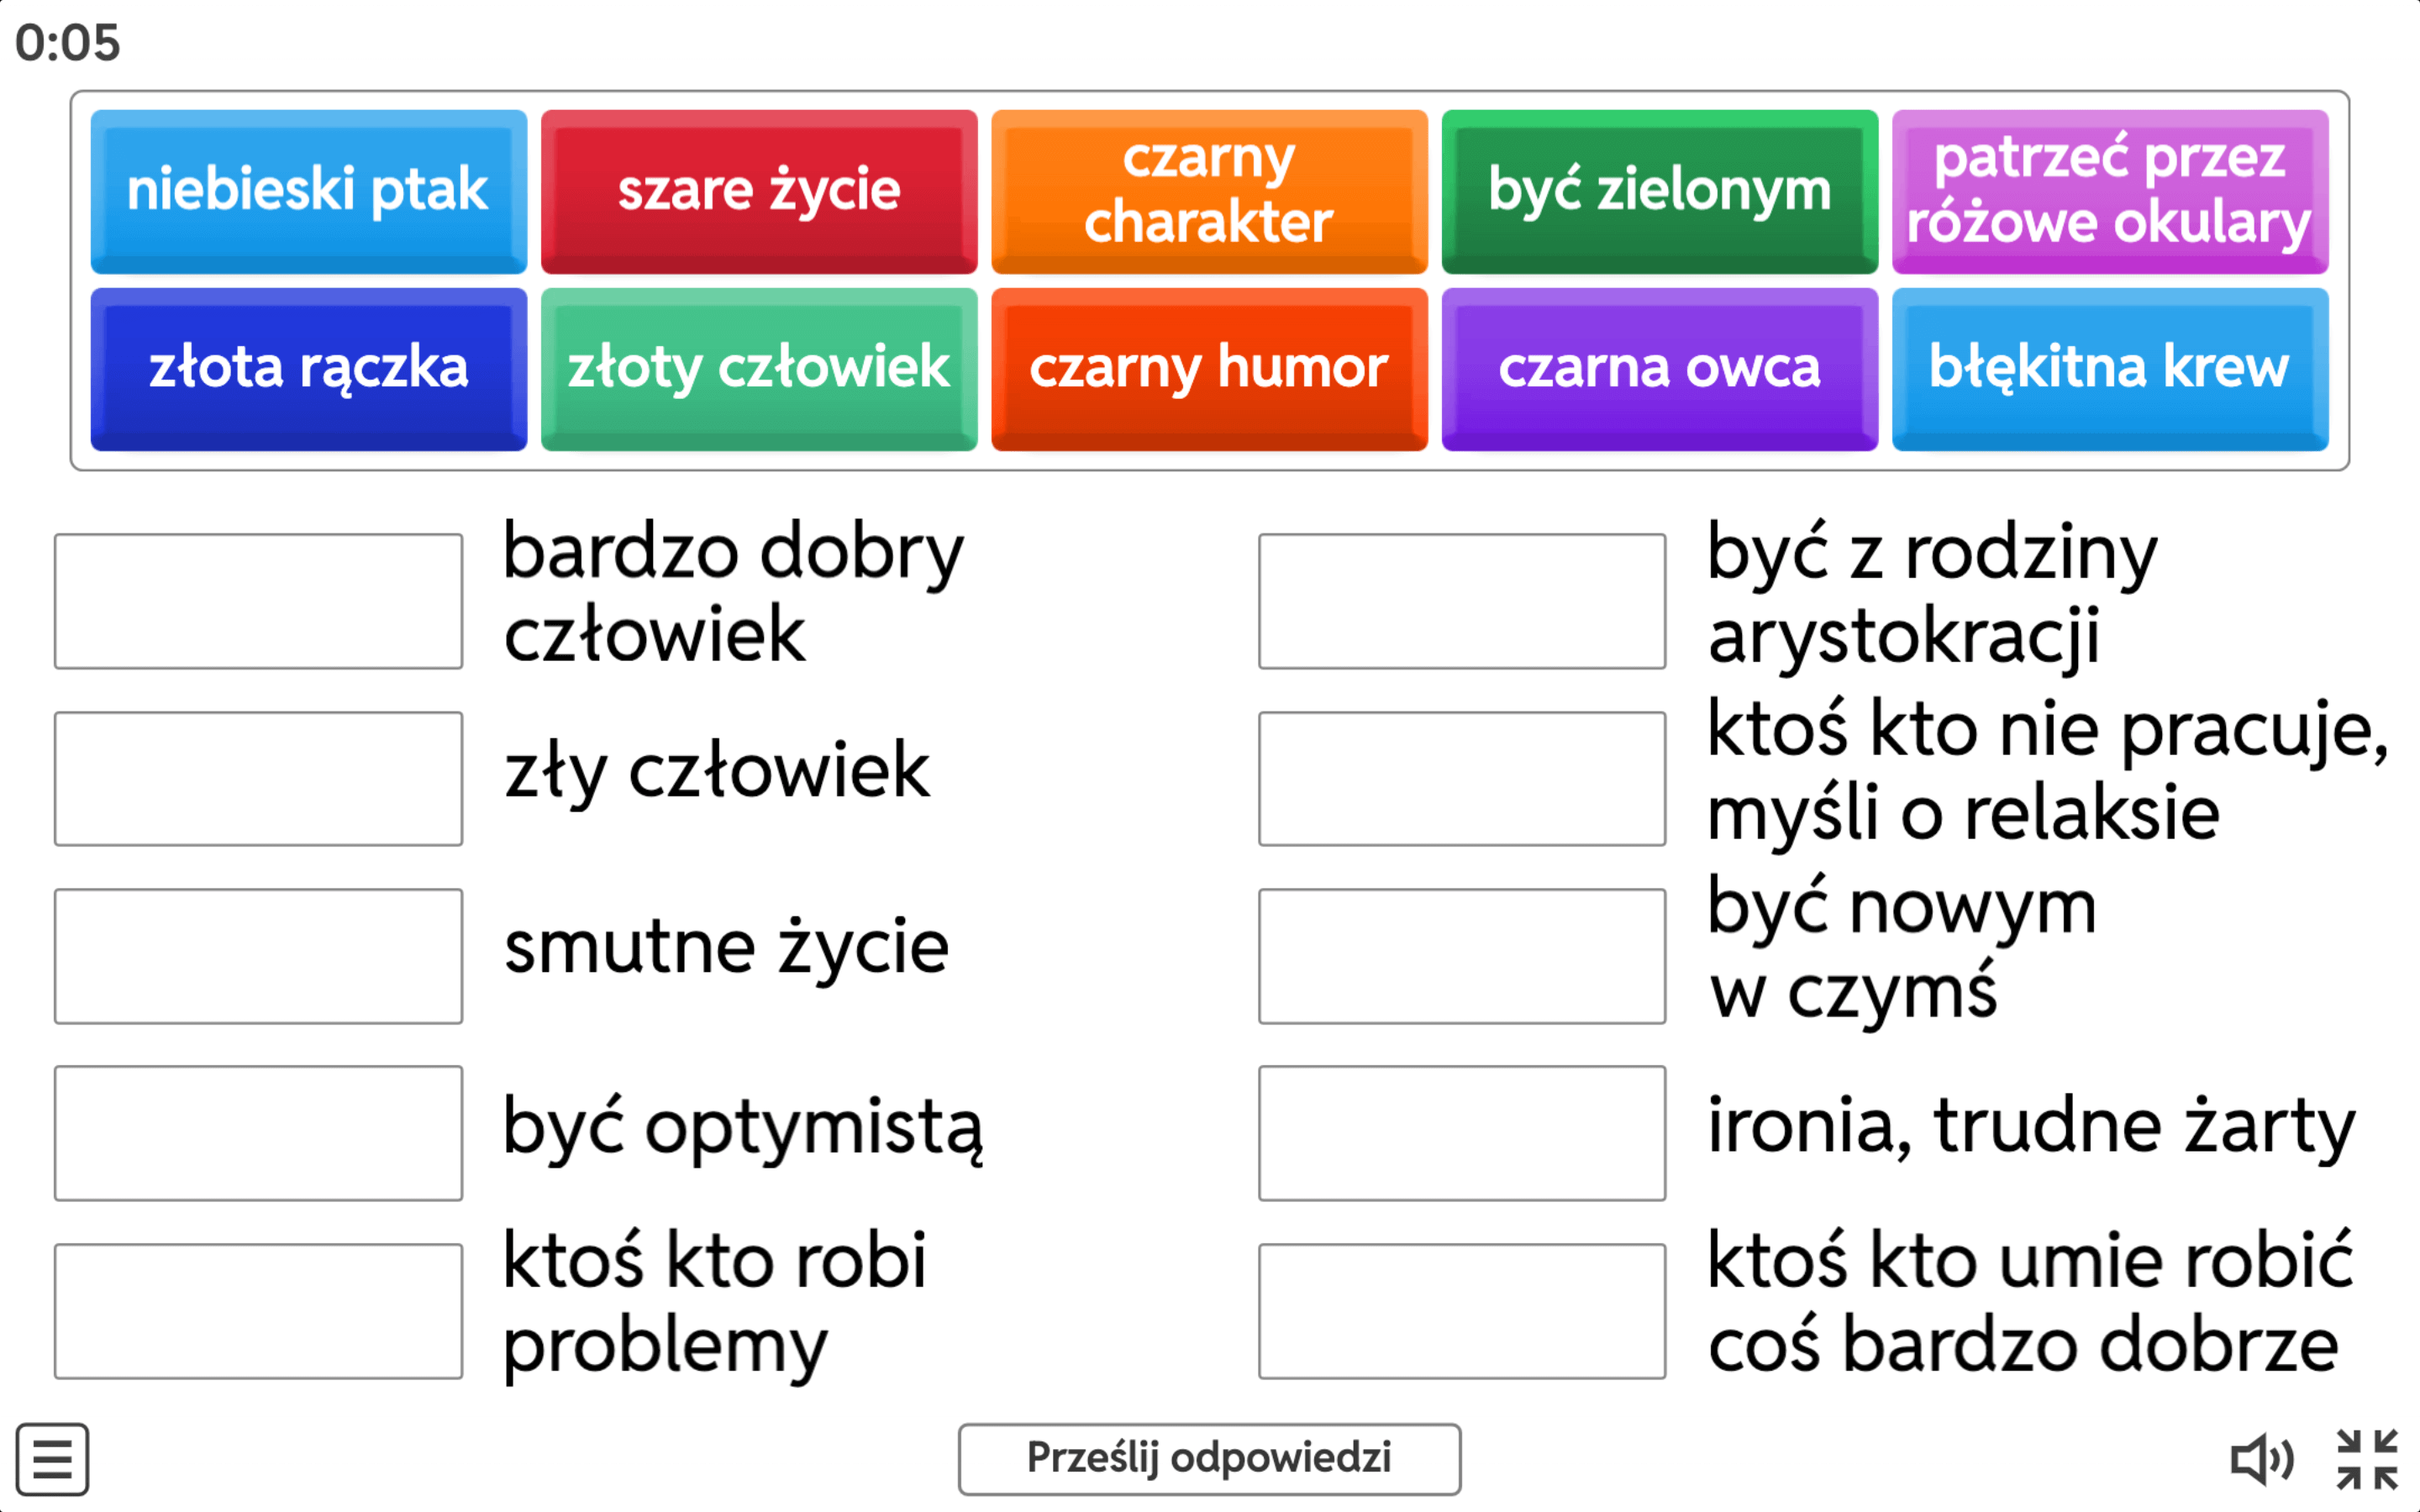 0:05
niebieski ptak
szare życie
czarny
charakter
być zielonym
patrzeć przez
różowe okulary
złota rączka
złoty człowiek
czarny humor
czarna owca
błękitna krew
bardzo dobry
człowiek
zły człowiek
smutne życie
być optymistą
ktoś kto robi
problemy
być z rodziny
arystokracji
ktoś kto nie pracuje,
myśli o relaksie
być nowym
w czymś
ironia, trudne żarty
ktoś kto umie robić
coś bardzo dobrze
Prześlij odpowiedzi